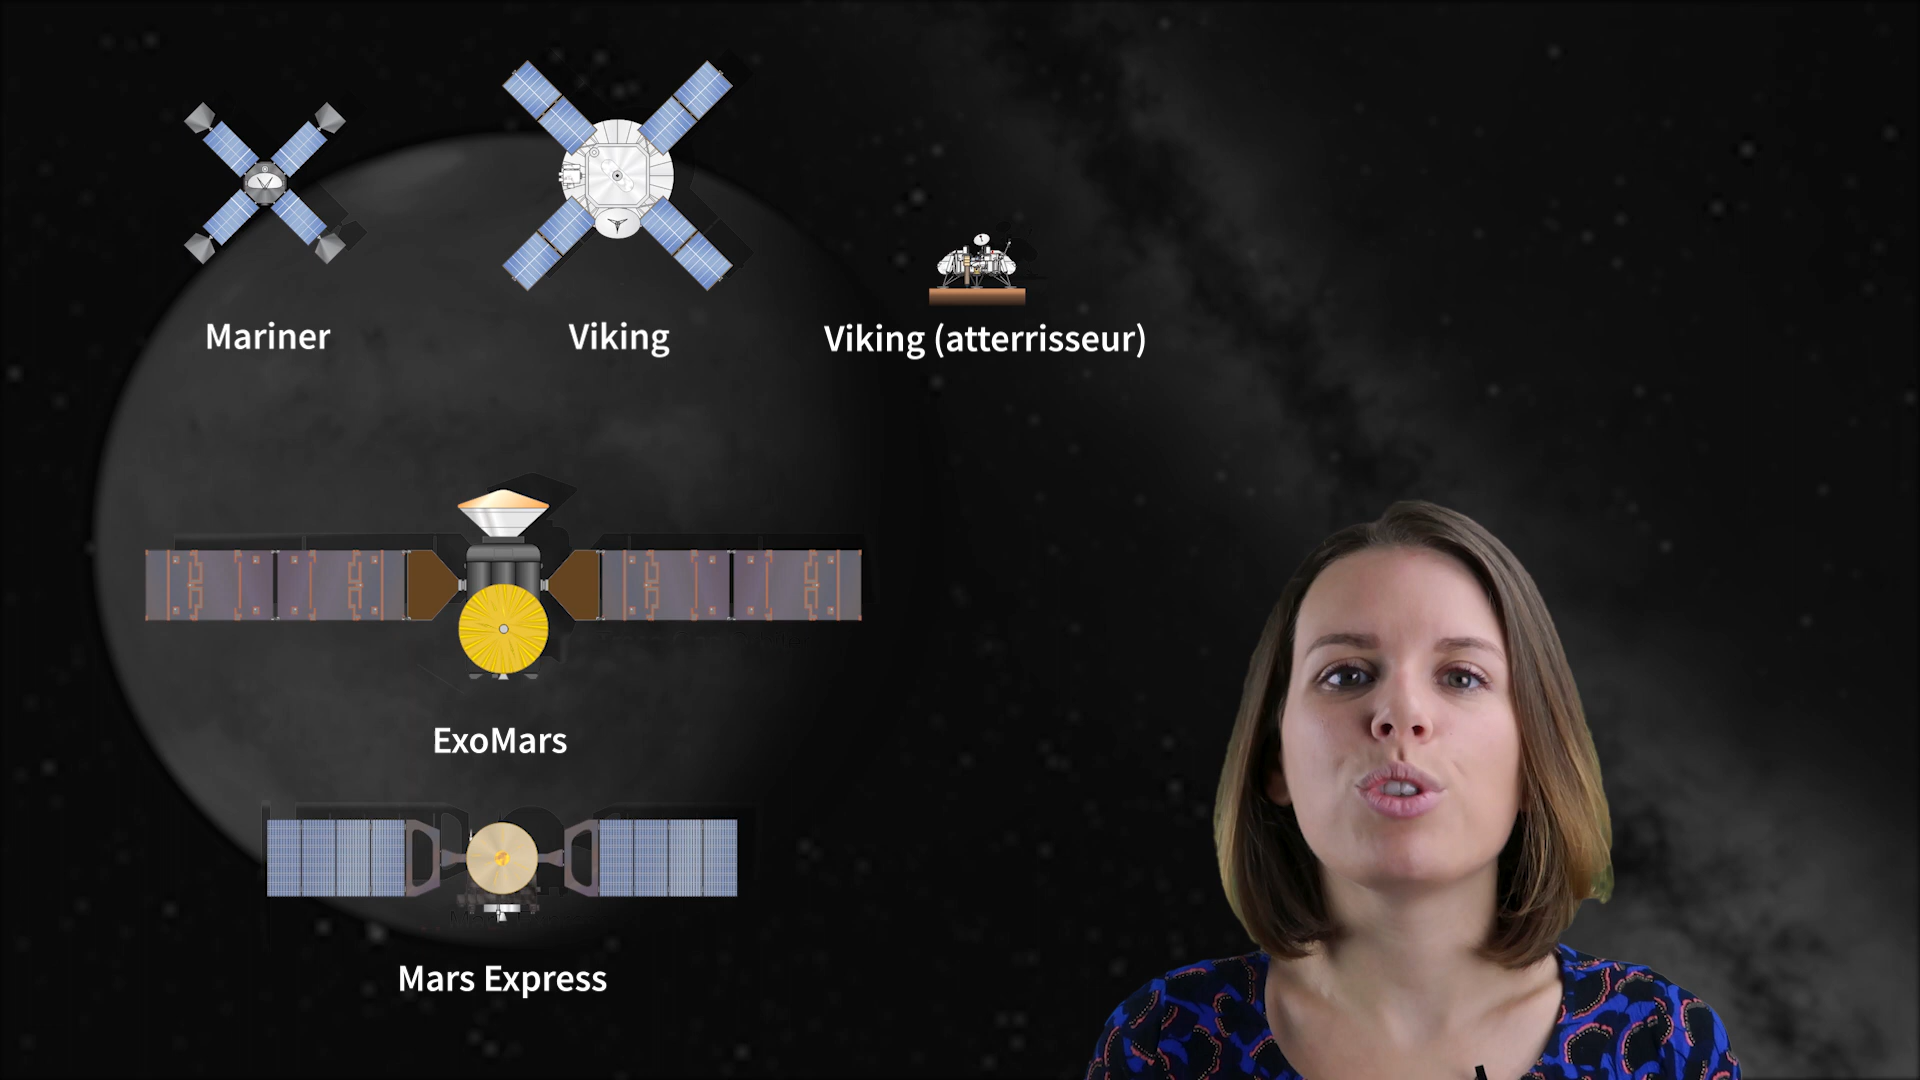 Mariner
Viking
Viking (atterrisseur)
ExoMars
Mars Express